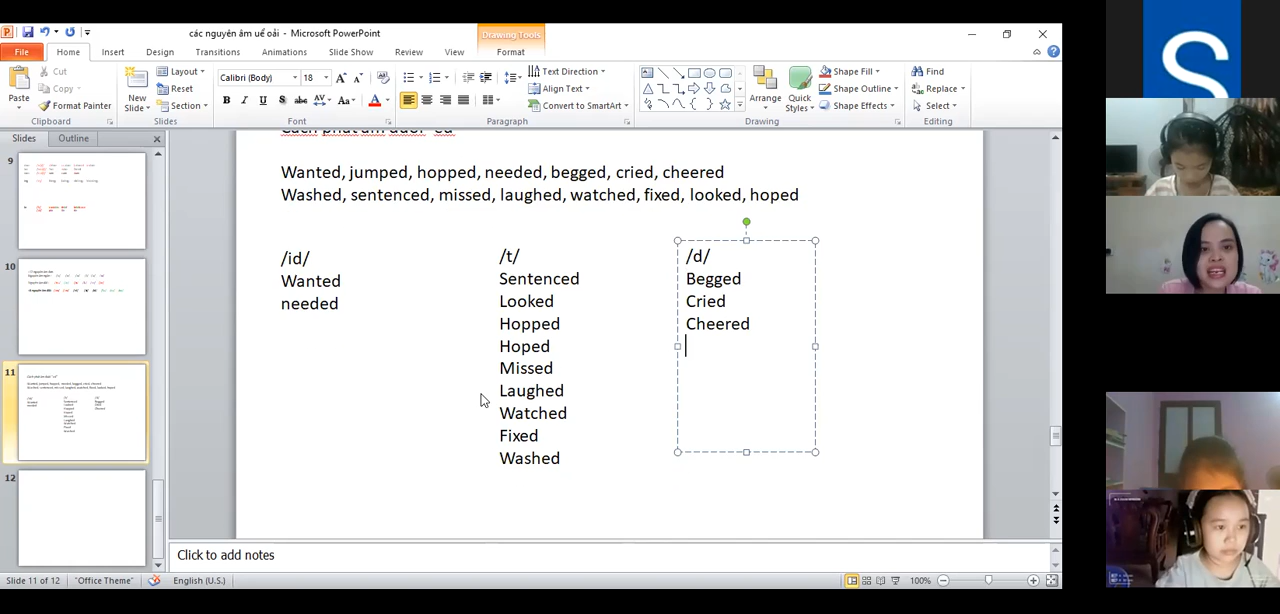 các nguyên âm uể oải - Microsoft PowerPoint
Drawing Tools
File Home Insert Design Transitions Animations Slide Show Review View Format
Paste
Cut
Copy
Format Painter
Clipboard
New Slide
Layout
Reset
Section
Slides
Calibri (Body) 18
Font
Paragraph
Text Direction
Align Text
Convert to SmartArt
Arrange
Quick Styles
Shape Fill
Shape Outline
Shape Effects
Drawing
Find
Replace
Select
Editing
Slides Outline
9
10
11
12
Wanted, jumped, hopped, needed, begged, cried, cheered
Washed, sentenced, missed, laughed, watched, fixed, looked, hoped
/id/
Wanted
needed
/t/
Sentenced
Looked
Hopped
Hoped
Missed
Laughed
Watched
Fixed
Washed
/d/
Begged
Cried
Cheered
Click to add notes
Slide 11 of 12 "Office Theme" English (U.S.) 100%
S